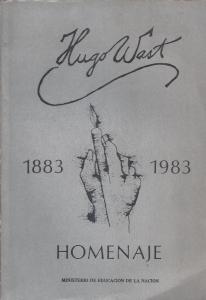 Hugo Wast
1883 1983
HOMENAJE
MINISTERIO DE EDUCACION DE LA NACION